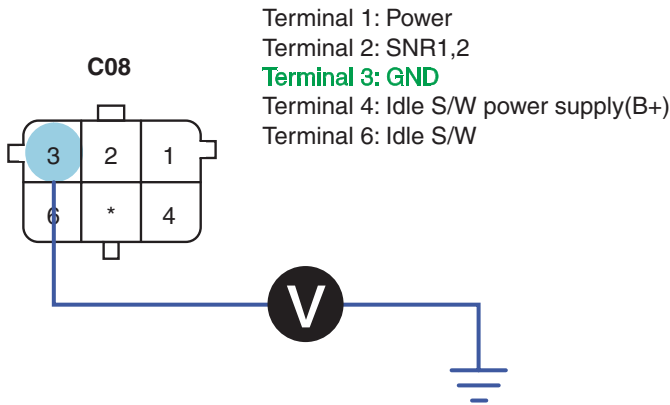 Terminal 1: Power
Terminal 2: SNR1,2
C08
Terminal 3: GND
Terminal 4: Idle S/W power supply(B+)
Terminal 6: Idle S/W
3 2 1
6 * 4
V